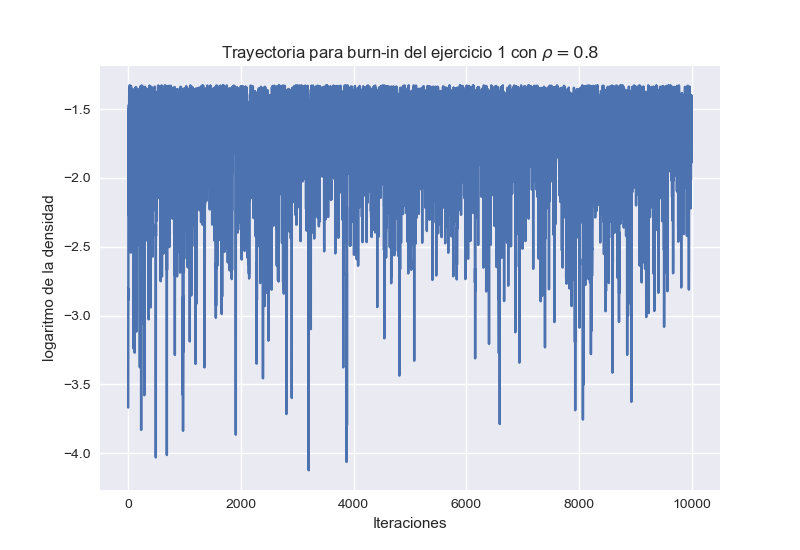 Trayectoria para burn-in del ejercicio 1 con ρ = 0.8
−1.5
−2.0
−2.5
−3.0
−3.5
−4.0
logaritmo de la densidad
0 2000 4000 6000 8000 10000
Iteraciones